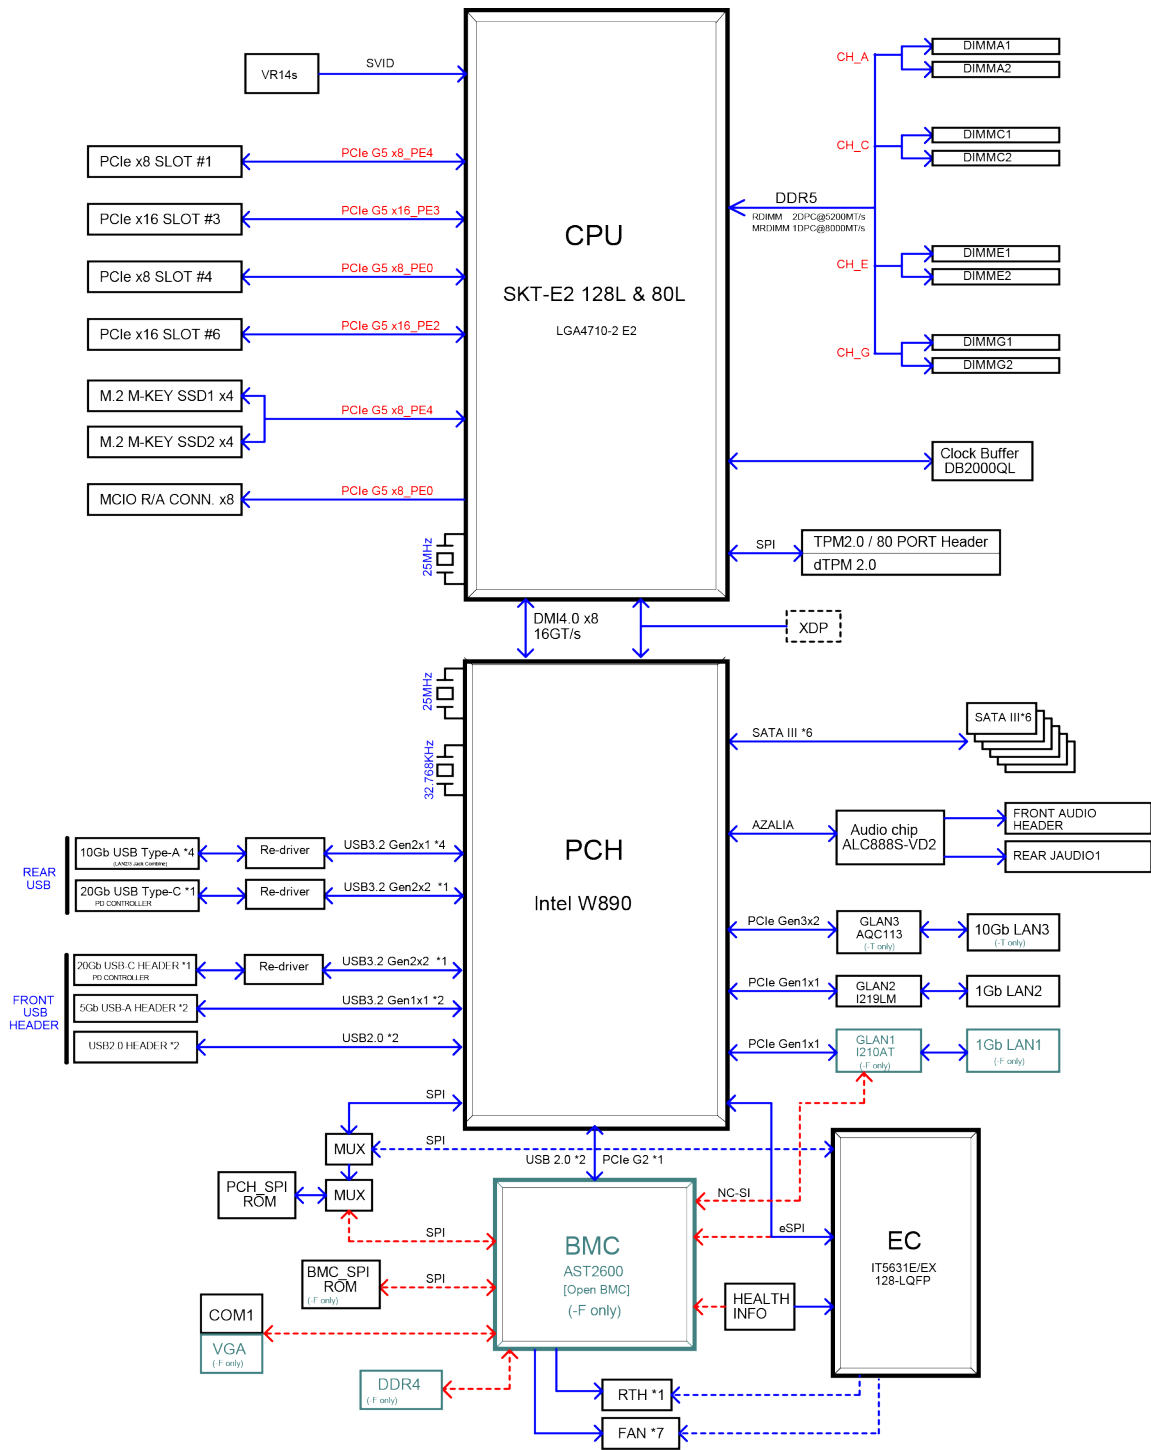 VR14s
SVID
PCIe x8 SLOT #1
PCIe G5 x8_PE4
PCIe x16 SLOT #3
PCIe G5 x16_PE3
PCIe x8 SLOT #4
PCIe G5 x8_PE0
PCIe x16 SLOT #6
PCIe G5 x16_PE2
M.2 M-KEY SSD1 x4
PCIe G5 x8_PE4
M.2 M-KEY SSD2 x4
MCIO R/A CONN. x8
PCIe G5 x8_PE0
25MHz
CPU
SKT-E2 128L & 80L
LGA4710-2 E2
CH_A
DIMMA1
DIMMA2
CH_C
DIMMC1
DIMMC2
DDR5
RDIMM 2DPC@5200MT/s
MRDIMM 1DPC@8000MT/s
CH_E
DIMME1
DIMME2
CH_G
DIMMG1
DIMMG2
Clock Buffer
DB2000QL
SPI
TPM2.0 / 80 PORT Header
dTPM 2.0
DMI4.0 x8
16GT/s
XDP
25MHz
32.768KHz
PCH
Intel W890
SATA III *6
SATA III*6
AZALIA
Audio chip
ALC888S-VD2
FRONT AUDIO
HEADER
REAR JAUDIO1
REAR
USB
10Gb USB Type-A *4
(LAN2/3 Jack Combine)
Re-driver
USB3.2 Gen2x1 *4
20Gb USB Type-C *1
PD CONTROLLER
Re-driver
USB3.2 Gen2x2 *1
PCIe Gen3x2
GLAN3
AQC113
(-T only)
10Gb LAN3
(-T only)
FRONT
USB
HEADER
20Gb USB-C HEADER *1
PD CONTROLLER
Re-driver
USB3.2 Gen2x2 *1
5Gb USB-A HEADER *2
USB3.2 Gen1x1 *2
USB2.0 HEADER *2
USB2.0 *2
PCIe Gen1x1
GLAN2
I219LM
1Gb LAN2
PCIe Gen1x1
GLAN1
I210AT
(-F only)
1Gb LAN1
(-F only)
SPI
MUX
SPI
USB 2.0 *2
PCIe G2 *1
PCH_SPI
ROM
MUX
SPI
NC-SI
eSPI
BMC
AST2600
[Open BMC]
(-F only)
EC
IT5631E/EX
128-LQFP
BMC_SPI
ROM
(-F only)
SPI
HEALTH
INFO
COM1
VGA
(-F only)
DDR4
(-F only)
RTH *1
FAN *7